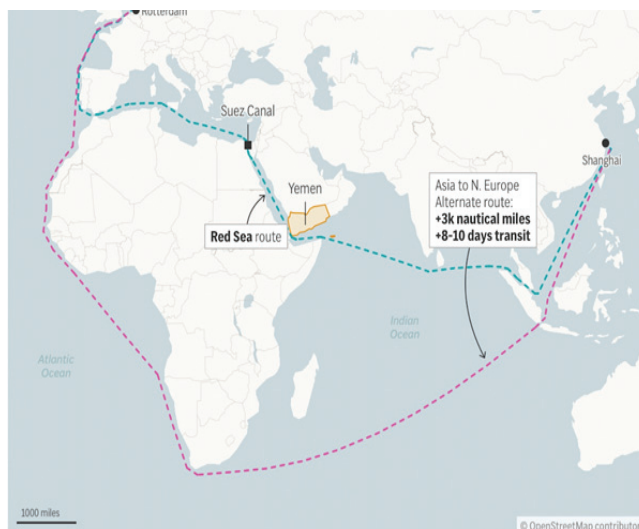 Rotterdam
Suez Canal
Shanghai
Yemen
Asia to N. Europe
Alternate route:
+3k nautical miles
+8-10 days transit
Red Sea route
Indian
Ocean
Atlantic
Ocean
1000 miles
© OpenStreetMap contributor